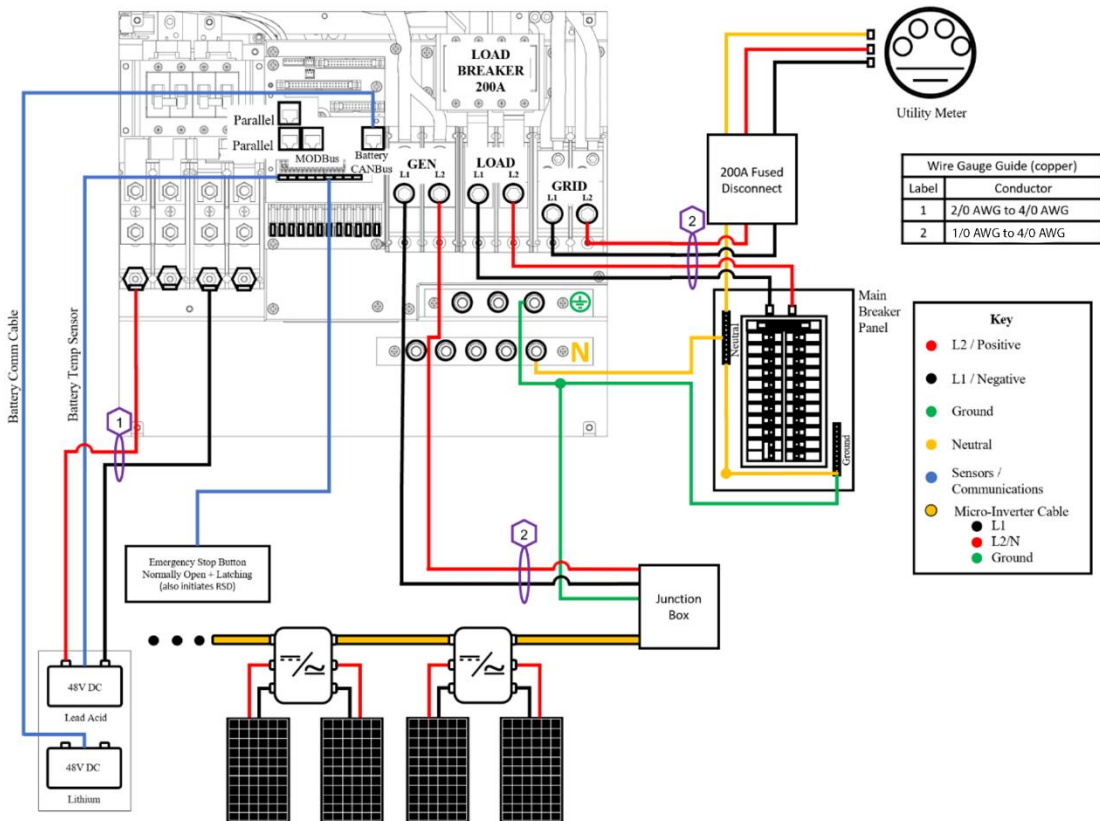 LOAD
BREAKER
200A
Parallel
Parallel
MODBus
Battery
CANBus
GEN
L1
L2
LOAD
L1
L2
GRID
L1
L2
N
Utility Meter
200A Fused
Disconnect
Wire Gauge Guide (copper)
Label Conductor
1 2/0 AWG to 4/0 AWG
2 1/0 AWG to 4/0 AWG
2
Main
Breaker
Panel
Neutral
Ground
Key
L2 / Positive
L1 / Negative
Ground
Neutral
Sensors /
Communications
Micro-Inverter Cable
L1
L2/N
Ground
Battery Comm Cable
Battery Temp Sensor
1
Emergency Stop Button
Normally Open + Latching
(also initiates RSD)
2
Junction
Box
48V DC
Lead Acid
48V DC
Lithium